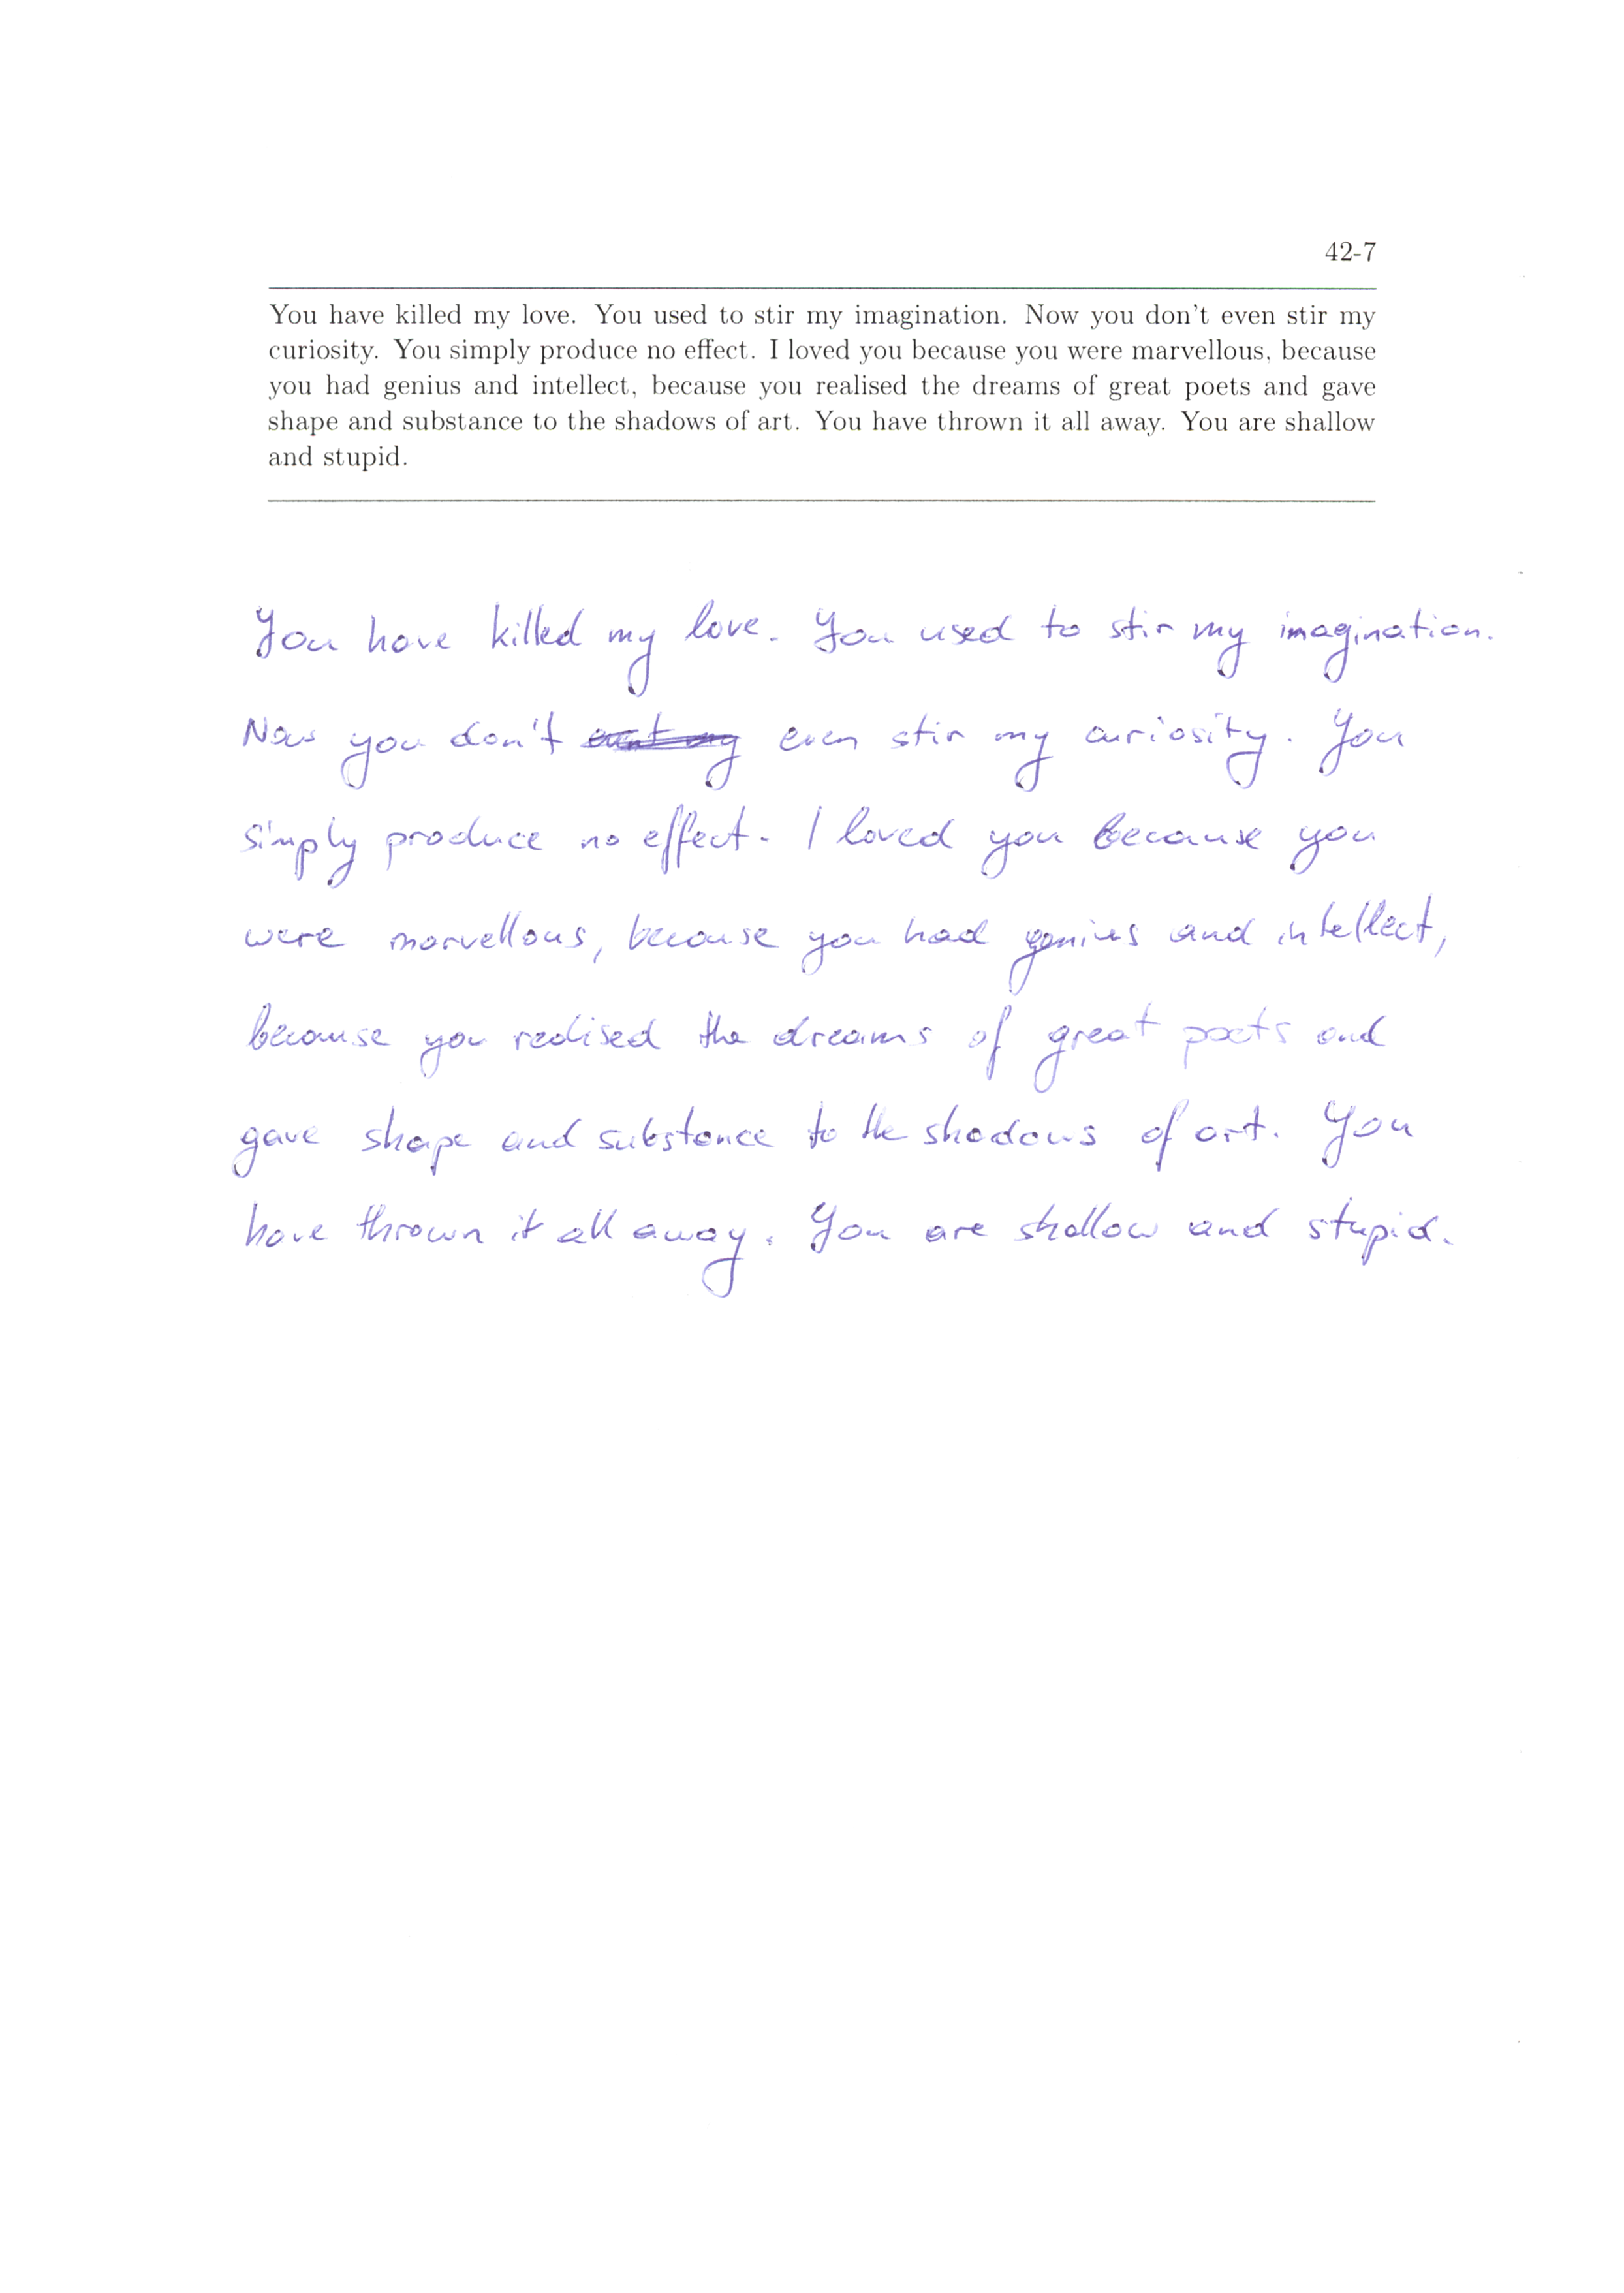 42-7
You have killed my love. You used to stir my imagination. Now you don't even stir my
curiosity. You simply produce no effect. I loved you because you were marvellous, because
you had genius and intellect, because you realised the dreams of great poets and gave
shape and substance to the shadows of art. You have thrown it all away. You are shallow
and stupid.
You have killed my love. You used to stir my imagination.
Now you don't even stir my curiosity. You
simply produce no effect. I loved you because you
were marvellous, because you had genius and intellect,
because you realised the dreams of great poets and
gave shape and substance to the shadows of art. You
have thrown it all away. You are shallow and stupid.